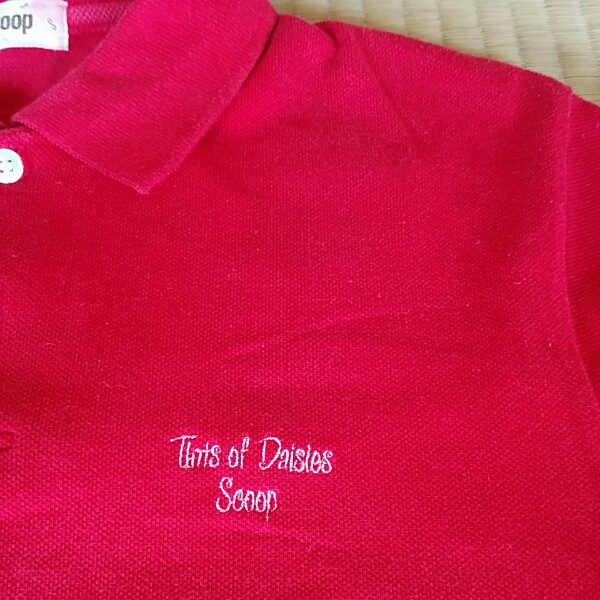 oop S
Tints of Daisies
Scoop